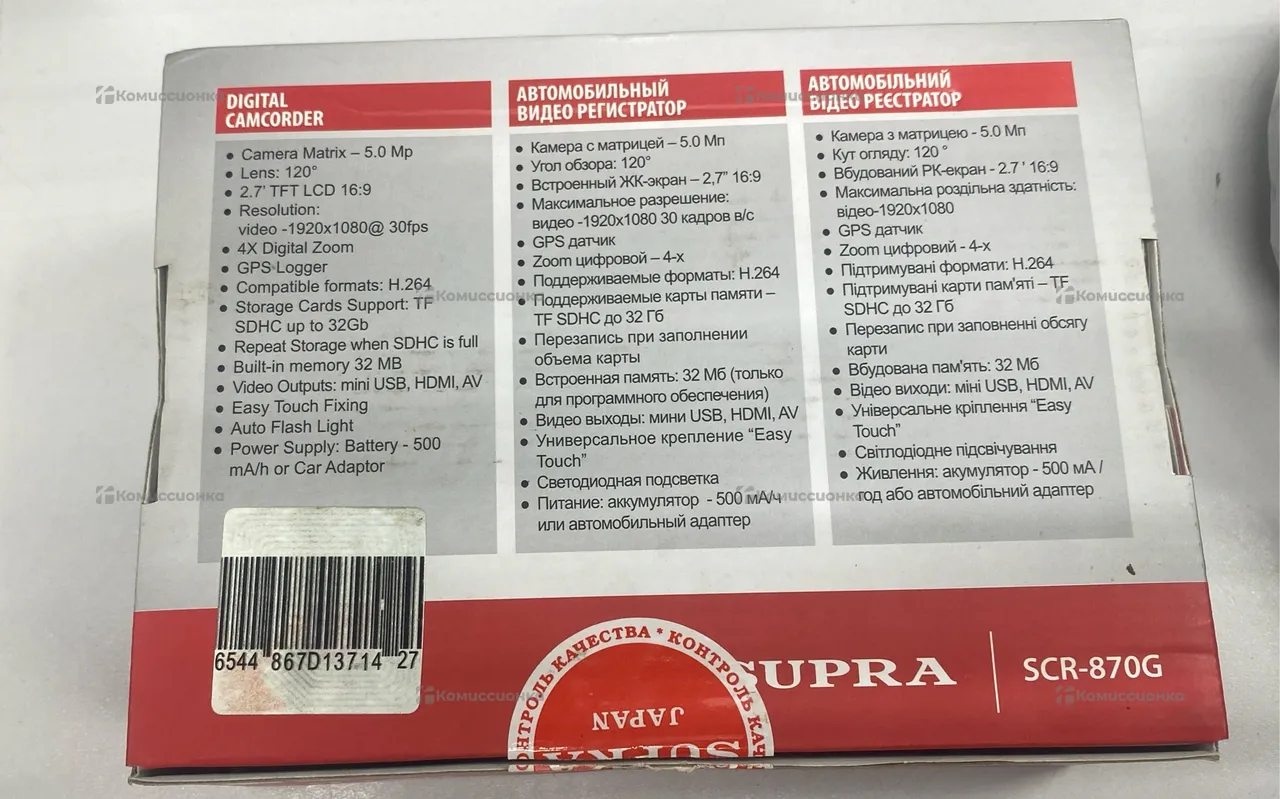 DIGITAL
CAMCORDER
• Camera Matrix – 5.0 Mp
• Lens: 120°
• 2.7' TFT LCD 16:9
• Resolution:
video -1920x1080@ 30fps
• 4X Digital Zoom
• GPS-Logger
• Compatible formats: H.264
• Storage Cards Support: TF
SDHC up to 32Gb
• Repeat Storage when SDHC is full
• Built-in memory 32 MB
• Video Outputs: mini USB, HDMI, AV
• Easy Touch Fixing
• Auto Flash Light
• Power Supply: Battery - 500
mA/h or Car Adaptor
АВТОМОБИЛЬНЫЙ
ВИДЕО РЕГИСТРАТОР
• Камера с матрицей – 5.0 Мп
• Угол обзора: 120°
• Встроенный ЖК-экран – 2,7" 16:9
• Максимальное разрешение:
видео -1920x1080 30 кадров в/с
• GPS датчик
• Zoom цифровой – 4-х
• Поддерживаемые форматы: H.264
• Поддерживаемые карты памяти –
TF SDHC до 32 Гб
• Перезапись при заполнении
объема карты
• Встроенная память: 32 Мб (только
для программного обеспечения)
• Видео выходы: мини USB, HDMI, AV
• Универсальное крепление “Easy
Touch”
• Светодиодная подсветка
• Питание: аккумулятор - 500 мА/ч
или автомобильный адаптер
АВТОМОБІЛЬНИЙ
ВІДЕО РЕЄСТРАТОР
• Камера з матрицею - 5.0 Мп
• Кут огляду: 120 °
• Вбудований РК-екран - 2.7 ' 16:9
• Максимальна роздільна здатність:
відео-1920x1080
• GPS датчик
• Zoom цифровий - 4-х
• Підтримувані формати: H.264
• Підтримувані карти пам'яті – TF
SDHC до 32 Гб
• Перезапис при заповненні обсягу
карти
• Вбудована пам'ять: 32 Мб
• Відео виходи: міні USB, HDMI, AV
• Універсальне кріплення “Easy
Touch”
• Світлодіодне підсвічування
• Живлення: акумулятор - 500 мА /
год або автомобільний адаптер
6544 867D13714 27
КОНТРОЛЬ КАЧЕСТВА * КОНТРОЛЬ КАЧ
JAPAN
SUPRA
SUPRA
SCR-870G
Комиссионка
Комиссионка
Комиссионка
Комиссионка
Комиссионка
Комиссионка
Комиссионка
Комиссионка